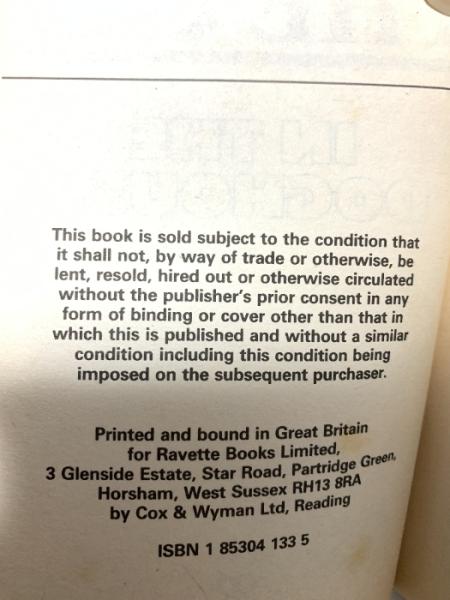 This book is sold subject to the condition that
it shall not, by way of trade or otherwise, be
lent, resold, hired out or otherwise circulated
without the publisher's prior consent in any
form of binding or cover other than that in
which this is published and without a similar
condition including this condition being
imposed on the subsequent purchaser.
Printed and bound in Great Britain
for Ravette Books Limited,
3 Glenside Estate, Star Road, Partridge Green,
Horsham, West Sussex RH13 8RA
by Cox & Wyman Ltd, Reading
ISBN 1 85304 133 5